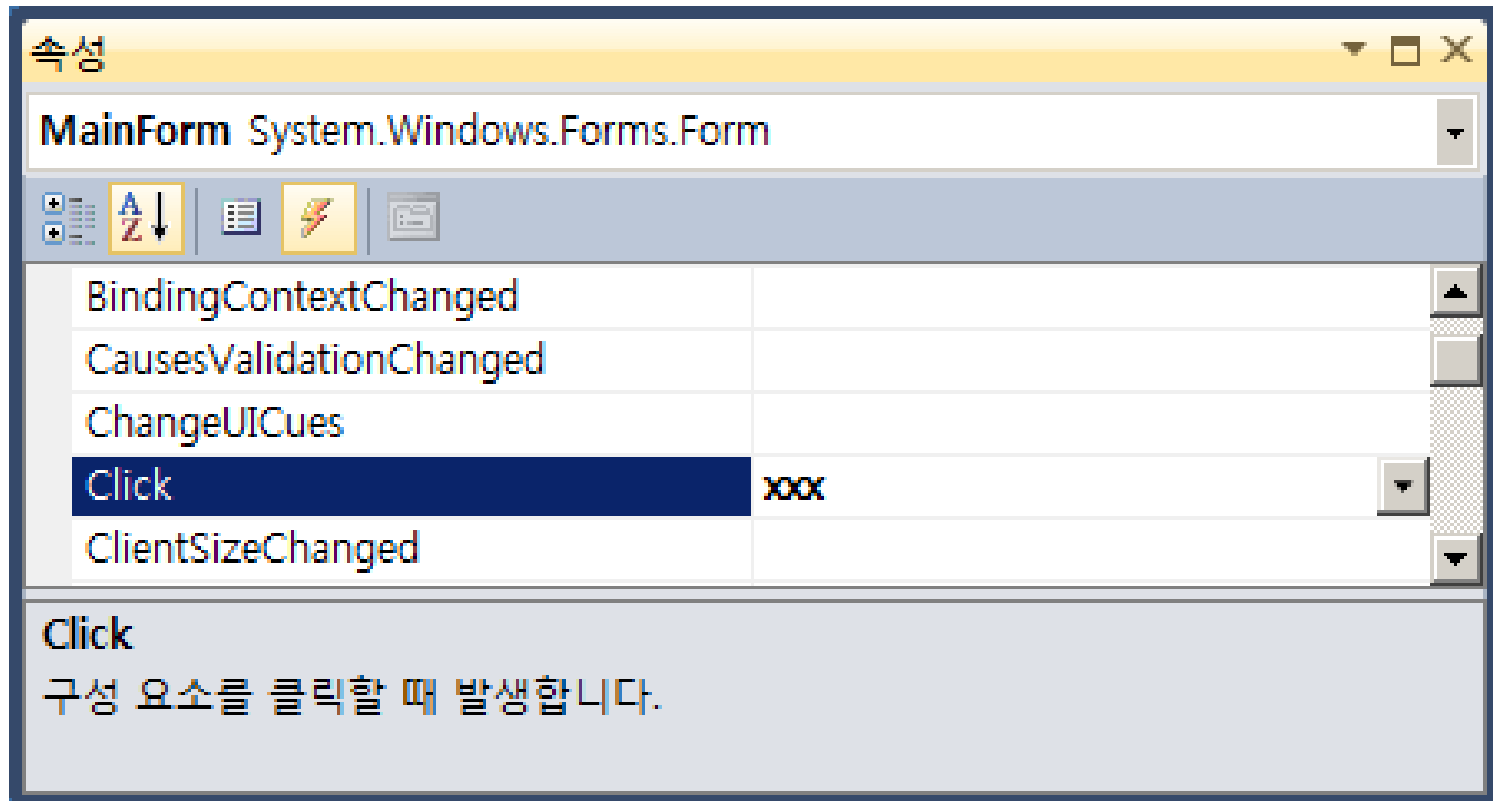 속성
MainForm System.Windows.Forms.Form
BindingContextChanged
CausesValidationChanged
ChangeUICues
Click xxx
ClientSizeChanged
Click
구성 요소를 클릭할 때 발생합니다.